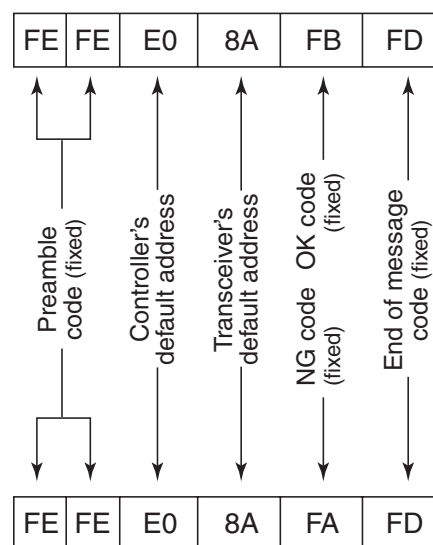 FE FE E0 8A FB FD
Preamble
code (fixed)
Controller's
default address
Transceiver's
default address
OK code
(fixed)
NG code
(fixed)
End of message
code (fixed)
FE FE E0 8A FA FD